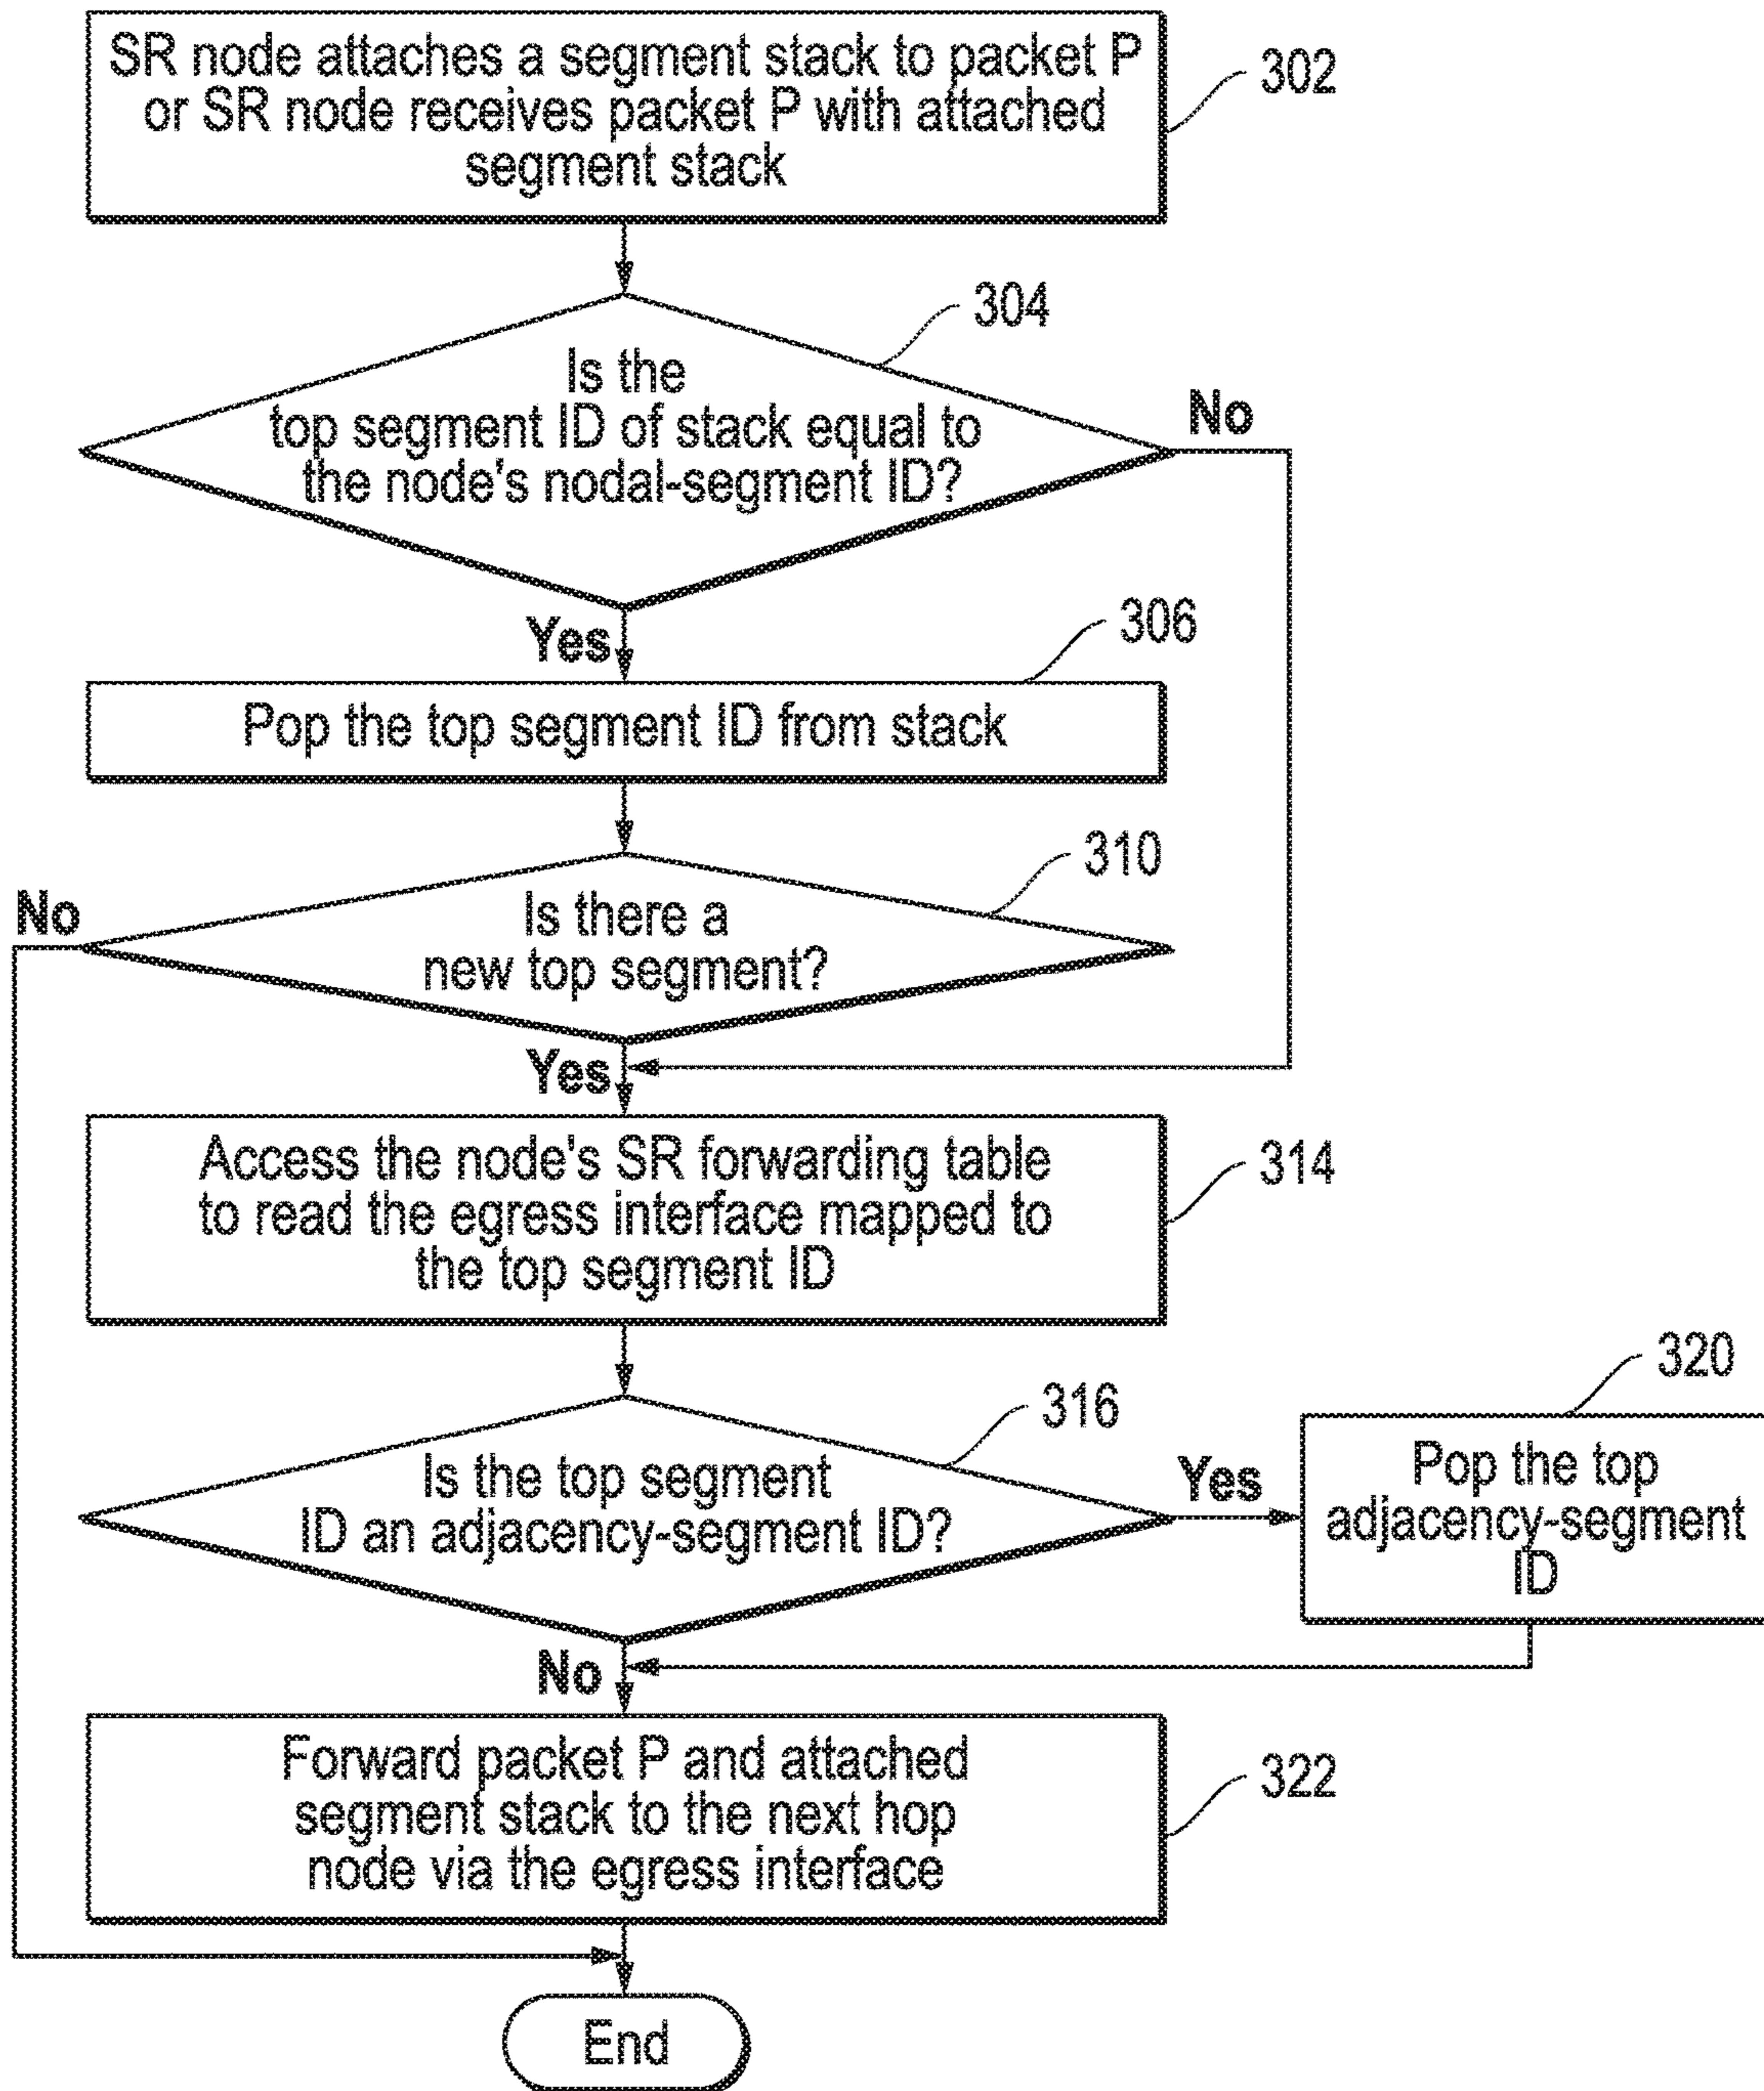 SR node attaches a segment stack to packet P
or SR node receives packet P with attached
segment stack
302
304
Is the
top segment ID of stack equal to
the node's nodal-segment ID?
No
Yes
306
Pop the top segment ID from stack
310
No
Is there a
new top segment?
Yes
Access the node's SR forwarding table
to read the egress interface mapped to
the top segment ID
314
316
320
Is the top segment
ID an adjacency-segment ID?
Yes
Pop the top
adjacency-segment
ID
No
Forward packet P and attached
segment stack to the next hop
node via the egress interface
322
End